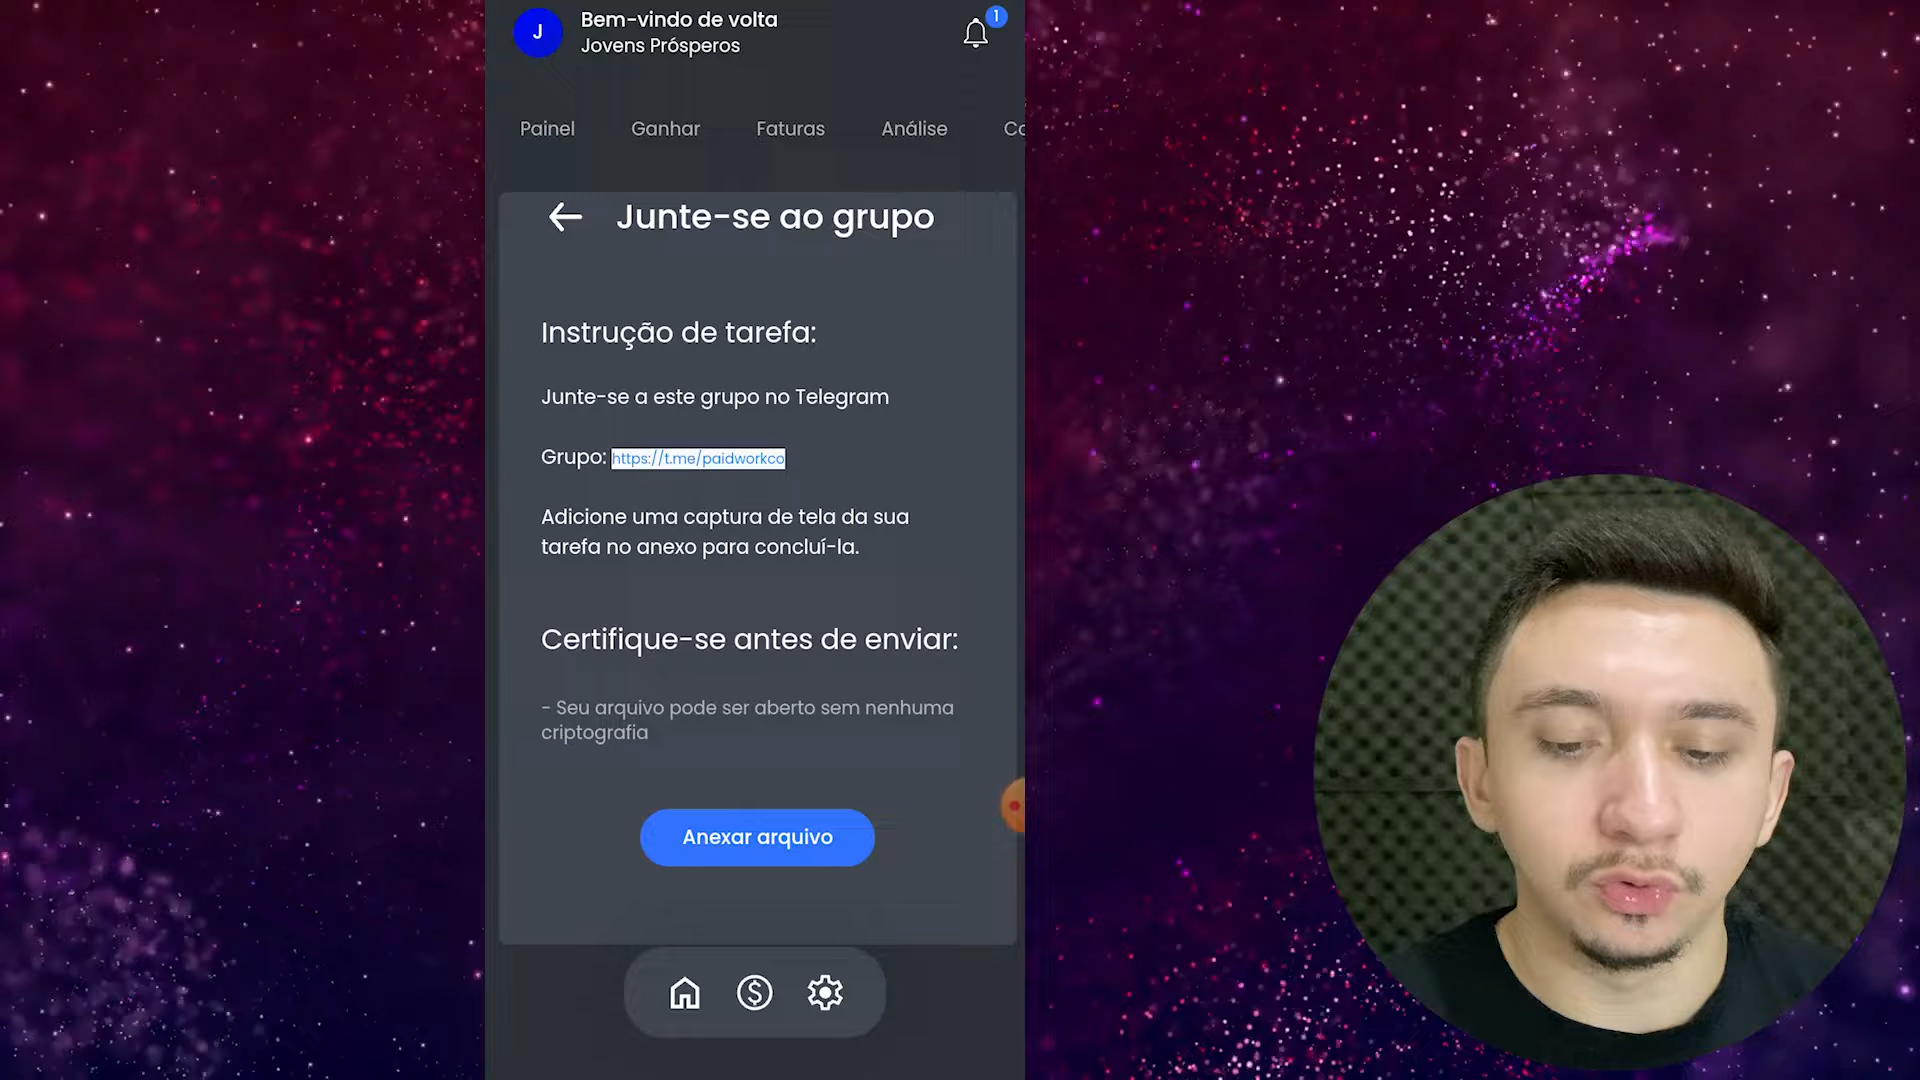 J
Bem-vindo de volta
Jovens Prósperos
1
Painel
Ganhar
Faturas
Análise
Junte-se ao grupo
Instrução de tarefa:
Junte-se a este grupo no Telegram
Grupo: https://t.me/paidworkco
Adicione uma captura de tela da sua
tarefa no anexo para concluí-la.
Certifique-se antes de enviar:
- Seu arquivo pode ser aberto sem nenhuma
criptografia
Anexar arquivo